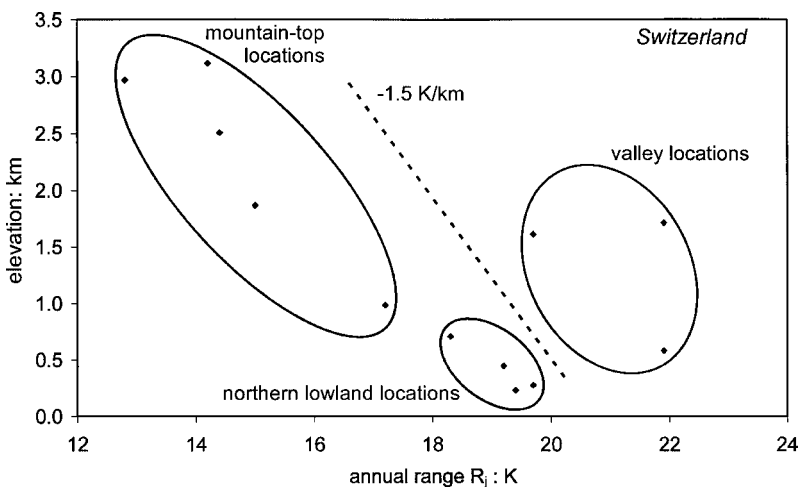 3.5
mountain-top
locations
Switzerland
3.0
-1.5 K/km
2.5
valley locations
2.0
elevation: km
1.5
1.0
0.5
northern lowland locations
0.0
12 14 16 18 20 22 24
annual range Rj : K